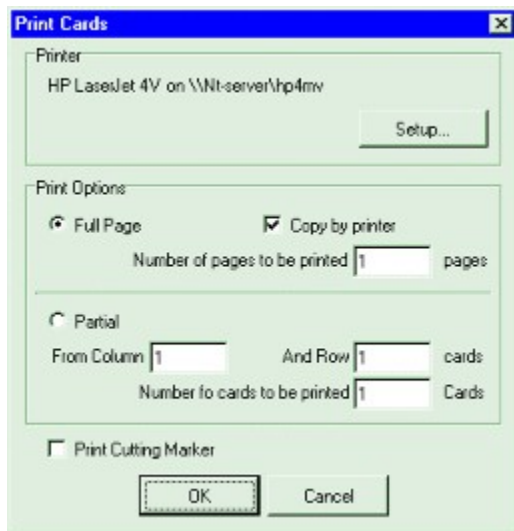 Print Cards
Printer
HP LaserJet 4V on \\Nt-server\hp4mv
Setup...
Print Options
Full Page Copy by printer
Number of pages to be printed 1 pages
Partial
From Column 1 And Row 1 cards
Number fo cards to be printed 1 Cards
Print Cutting Marker
OK Cancel